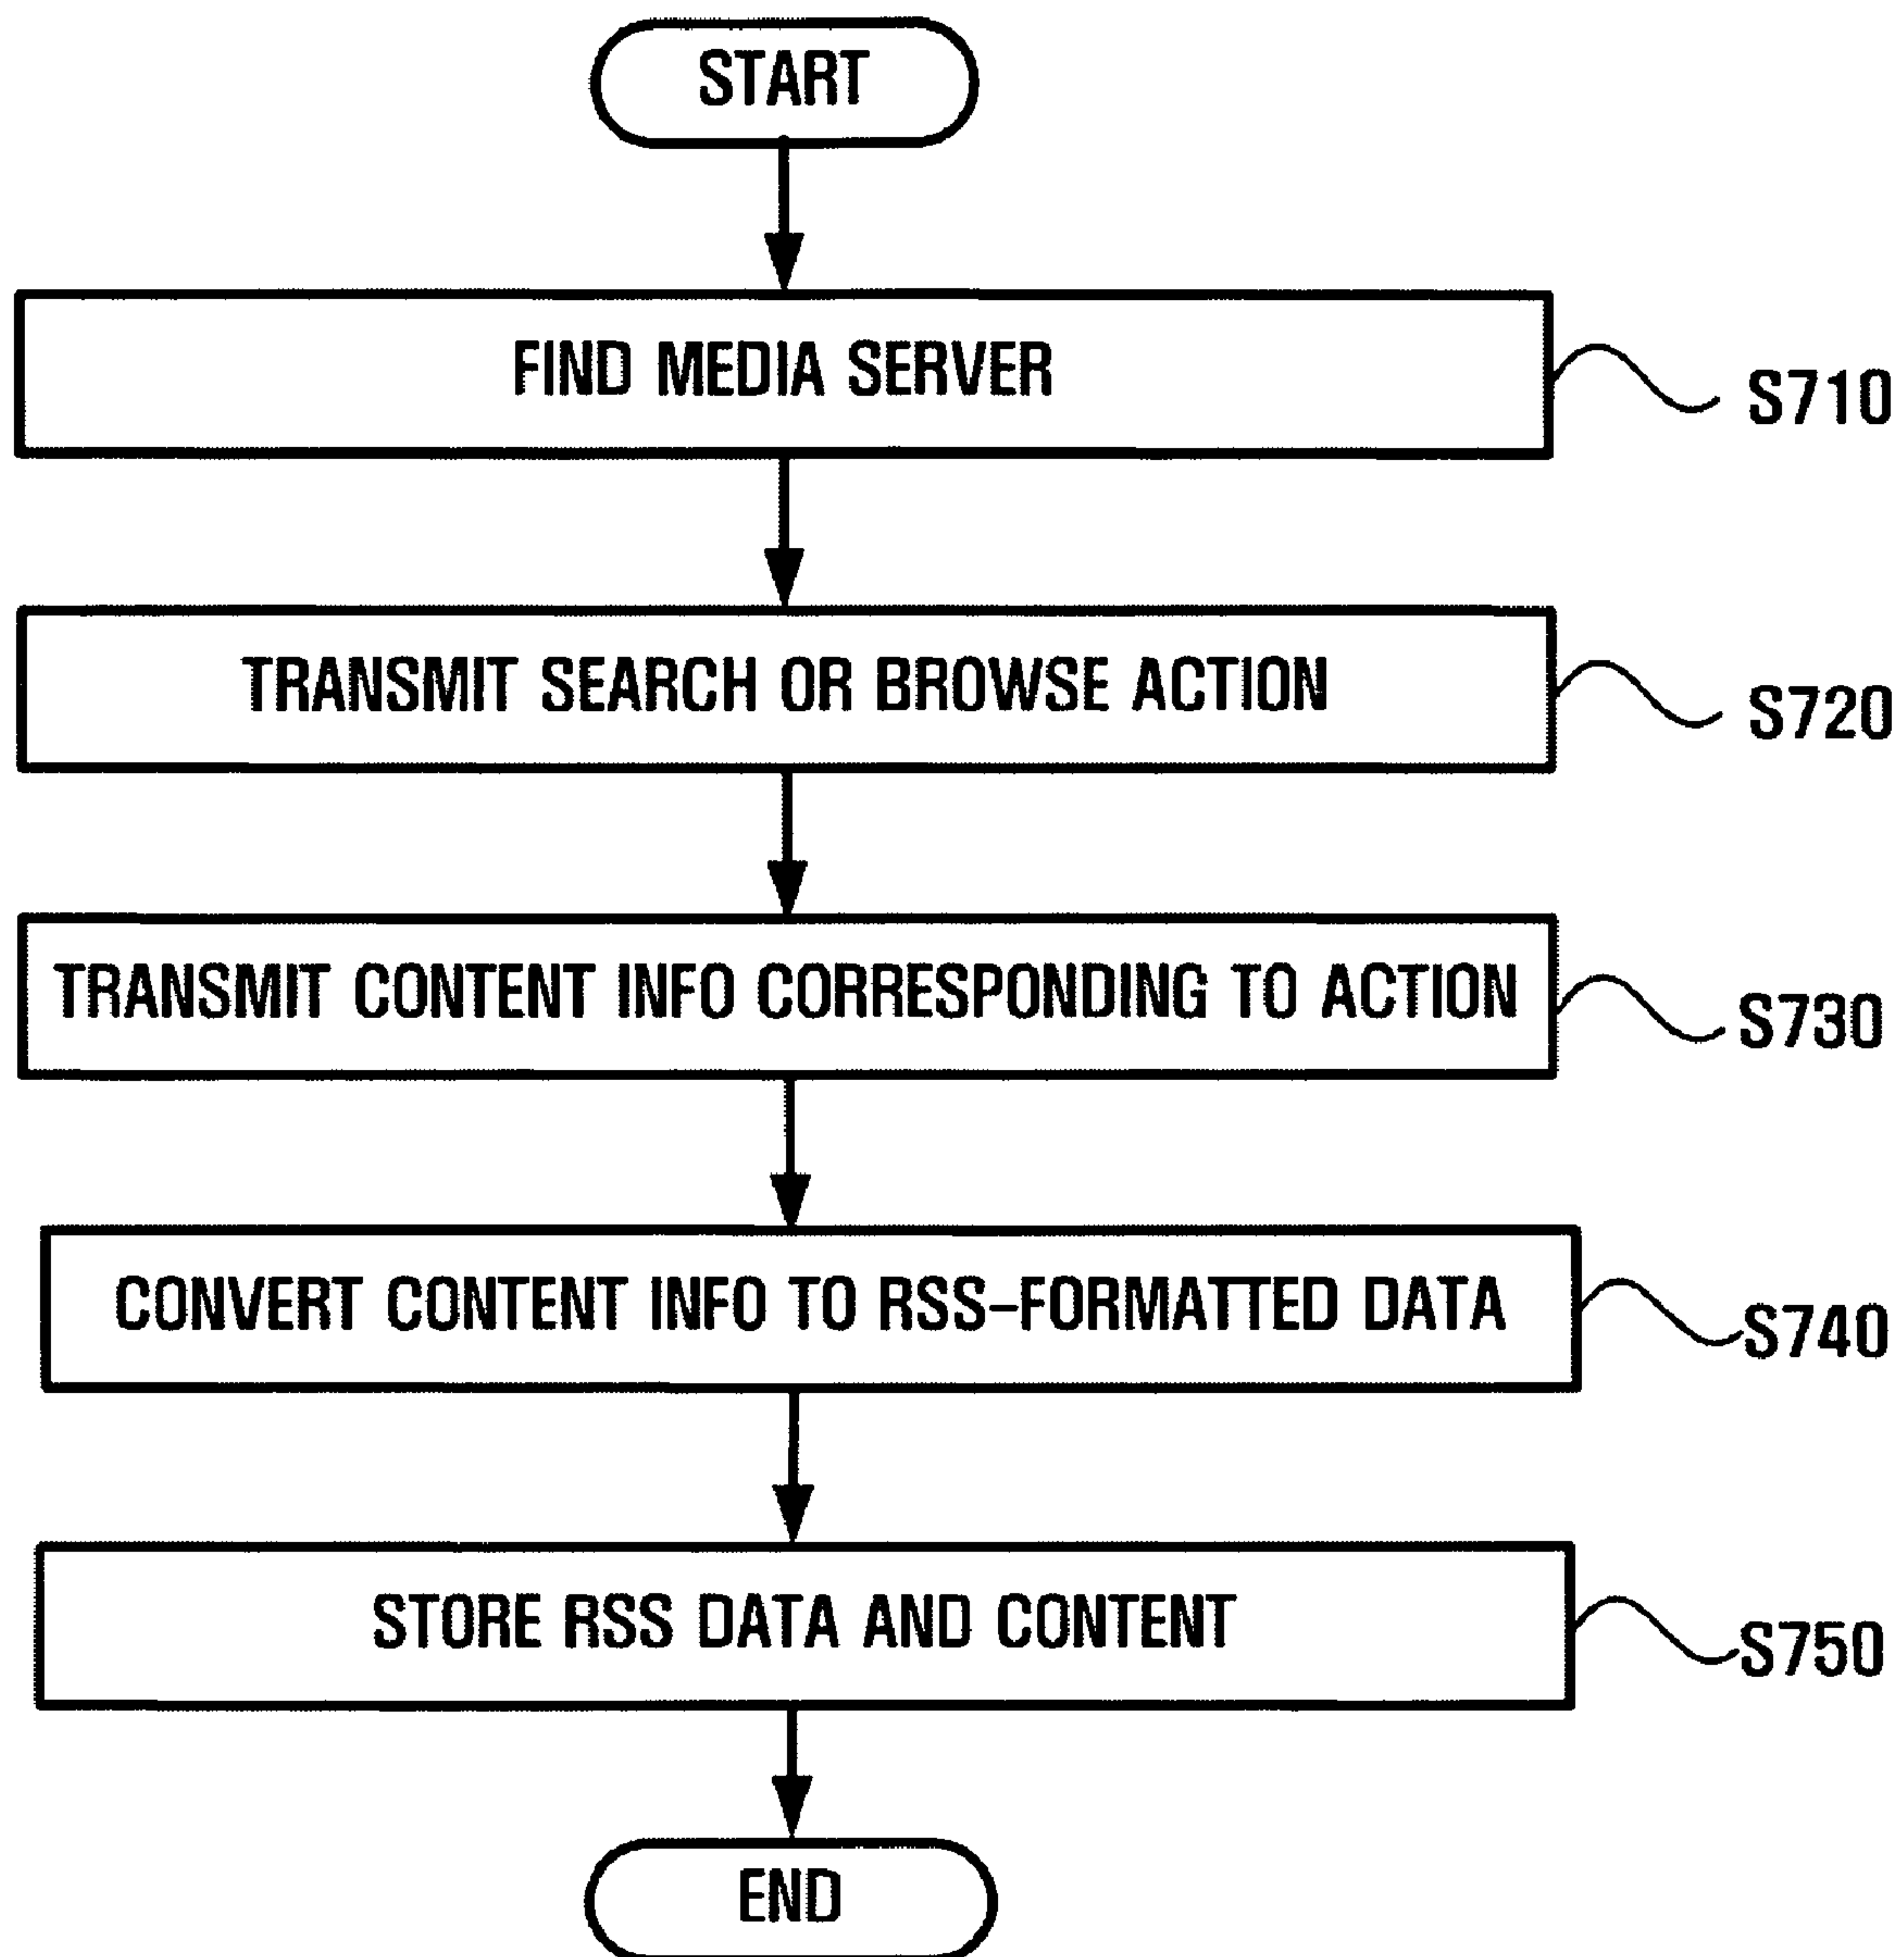 START
FIND MEDIA SERVER
S710
TRANSMIT SEARCH OR BROWSE ACTION
S720
TRANSMIT CONTENT INFO CORRESPONDING TO ACTION
S730
CONVERT CONTENT INFO TO RSS-FORMATTED DATA
S740
STORE RSS DATA AND CONTENT
S750
END